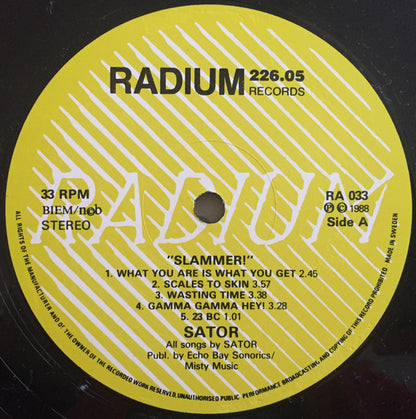 RADIUM 226.05
RECORDS
RADIUM
33 RPM
BIEM/ncb
STEREO
RA 033
Ⓟ © 1988
Side A
"SLAMMER!"
1. WHAT YOU ARE IS WHAT YOU GET 2.45
2. SCALES TO SKIN 3.57
3. WASTING TIME 3.38
4. GAMMA GAMMA HEY! 3.28
5. 23 BC 1.01
SATOR
All songs by SATOR
Publ. by Echo Bay Sonorics/
Misty Music
ALL RIGHTS OF THE MANUFACTURER AND OF THE OWNER OF THE RECORDED WORK RESERVED. UNAUTHORISED PUBLIC PERFORMANCE BROADCASTING, AND COPYING OF THIS RECORD PROHIBITED MADE IN SWEDEN